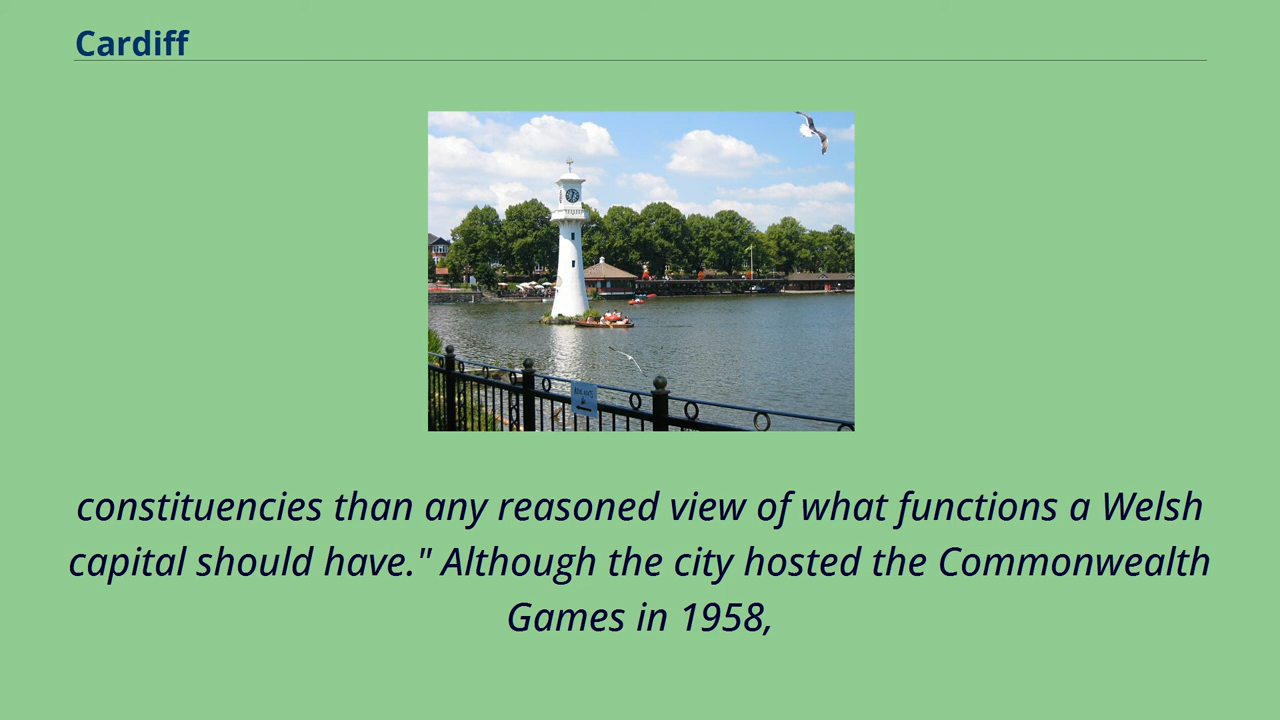 Cardiff
constituencies than any reasoned view of what functions a Welsh
capital should have." Although the city hosted the Commonwealth
Games in 1958,